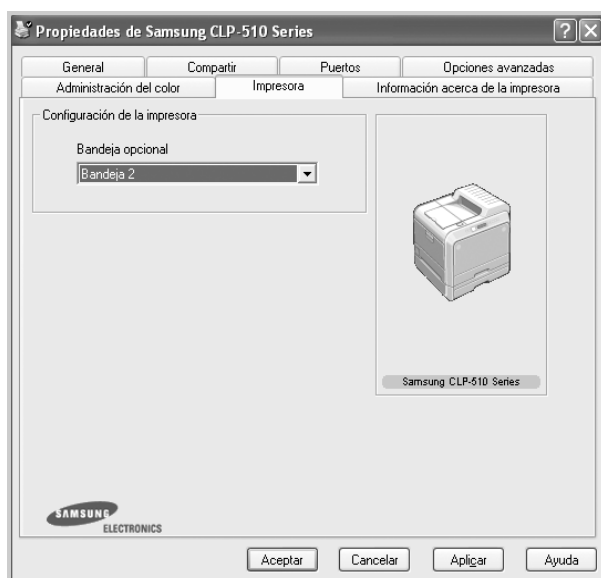 Propiedades de Samsung CLP-510 Series
General
Compartir
Puertos
Opciones avanzadas
Administración del color
Impresora
Información acerca de la impresora
Configuración de la impresora
Bandeja opcional
Bandeja 2
Samsung CLP-510 Series
SAMSUNG
ELECTRONICS
Aceptar
Cancelar
Aplicar
Ayuda